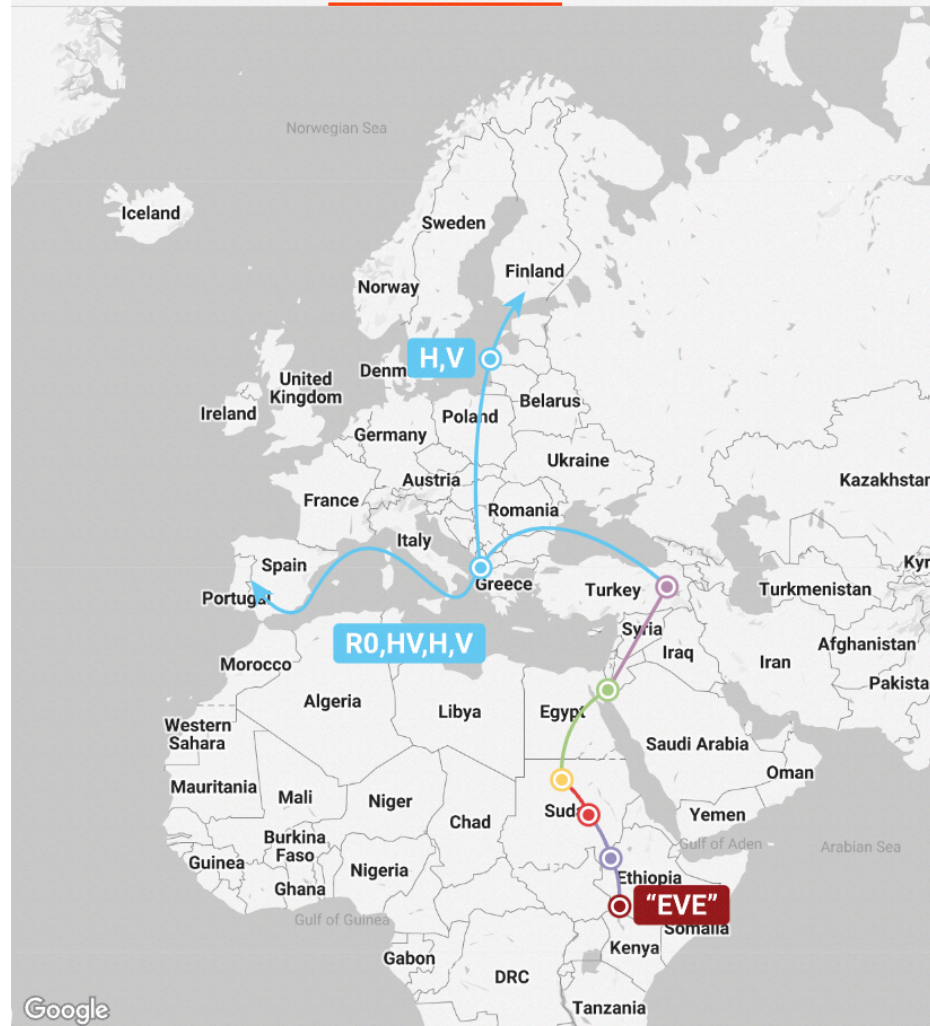 Norwegian Sea
Iceland
Sweden
Finland
Norway
H,V
Denm
United
Kingdom
Ireland
Belarus
Poland
Germany
Ukraine
Austria
Kazakhstan
France
Romania
Italy
Spain
Kyr
Greece
Turkey
Turkmenistan
Portugal
Syria
R0,HV,H,V
Afghanistan
Iraq
Iran
Morocco
Pakista
Algeria
Libya
Egypt
Western
Sahara
Saudi Arabia
Oman
Mauritania
Mali
Niger
Suda
Yemen
Chad
Burkina
Faso
Gulf of Aden
Arabian Sea
Guinea
Nigeria
Ethiopia
Ghana
“EVE”
Gulf of Guinea
Somalia
Kenya
Gabon
DRC
Tanzania
Google